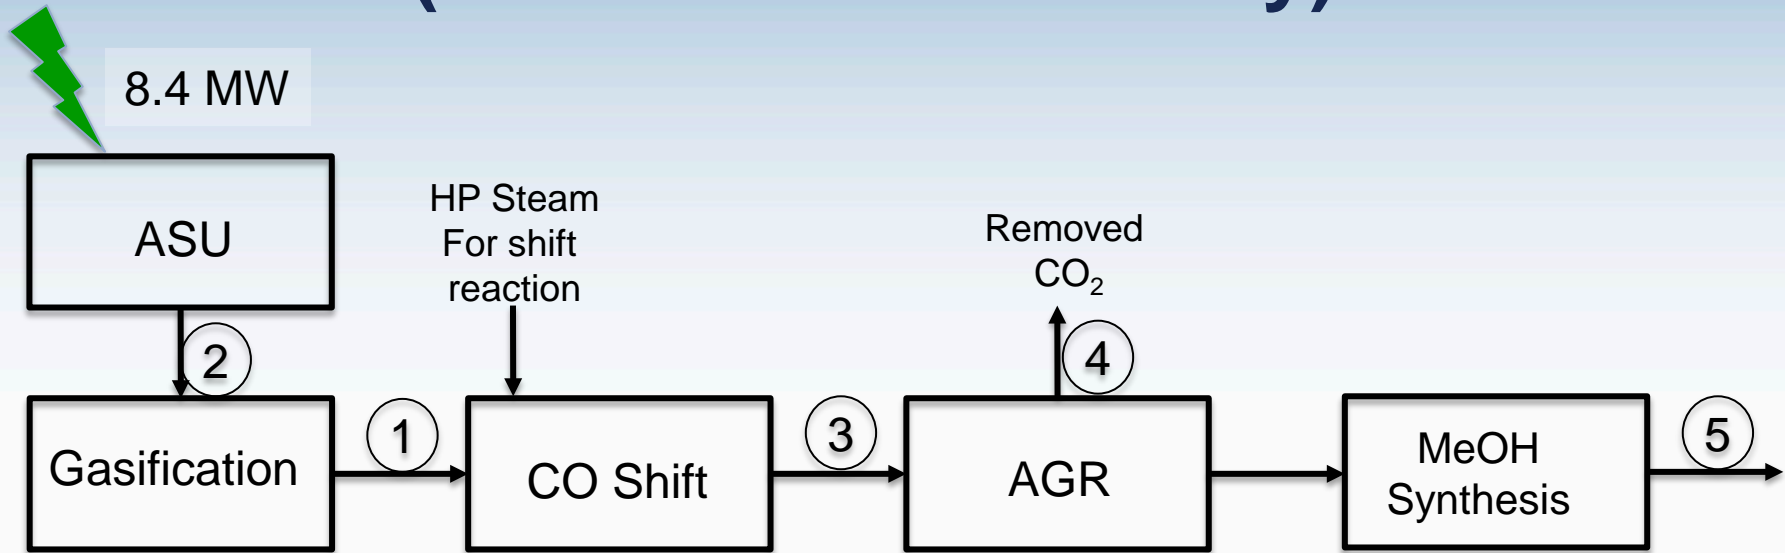 8.4 MW
ASU
HP Steam
For shift
reaction
Removed
CO₂
2
4
Gasification
1
CO Shift
3
AGR
MeOH
Synthesis
5